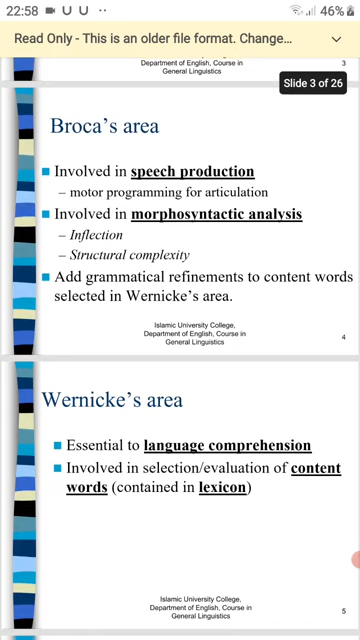 22:58 U U 46%
Read Only - This is an older file format. Change...
Department of English, Course in
General Linguistics
3
Slide 3 of 26
Broca's area
Involved in speech production
– motor programming for articulation
Involved in morphosyntactic analysis
– Inflection
– Structural complexity
Add grammatical refinements to content words
selected in Wernicke's area.
Islamic University College,
Department of English, Course in
General Linguistics
4
Wernicke's area
Essential to language comprehension
Involved in selection/evaluation of content
words (contained in lexicon)
Islamic University College,
Department of English, Course in
General Linguistics
5